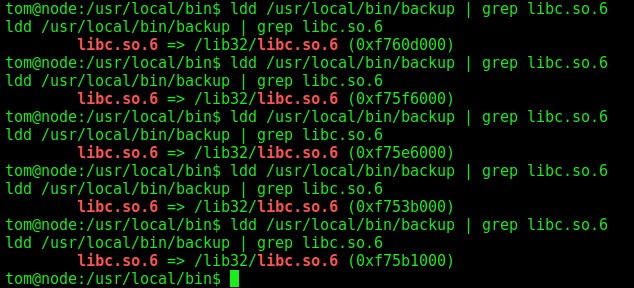 tom@node:/usr/local/bin$ ldd /usr/local/bin/backup | grep libc.so.6
ldd /usr/local/bin/backup | grep libc.so.6
        libc.so.6 => /lib32/libc.so.6 (0xf760d000)
tom@node:/usr/local/bin$ ldd /usr/local/bin/backup | grep libc.so.6
ldd /usr/local/bin/backup | grep libc.so.6
        libc.so.6 => /lib32/libc.so.6 (0xf75f6000)
tom@node:/usr/local/bin$ ldd /usr/local/bin/backup | grep libc.so.6
ldd /usr/local/bin/backup | grep libc.so.6
        libc.so.6 => /lib32/libc.so.6 (0xf75e6000)
tom@node:/usr/local/bin$ ldd /usr/local/bin/backup | grep libc.so.6
ldd /usr/local/bin/backup | grep libc.so.6
        libc.so.6 => /lib32/libc.so.6 (0xf753b000)
tom@node:/usr/local/bin$ ldd /usr/local/bin/backup | grep libc.so.6
ldd /usr/local/bin/backup | grep libc.so.6
        libc.so.6 => /lib32/libc.so.6 (0xf75b1000)
tom@node:/usr/local/bin$